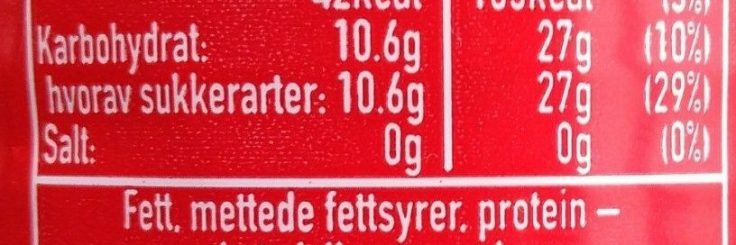 42kcal
Karbohydrat: 10.6g 27g (10%)
hvorav sukkerarter: 10.6g 27g (29%)
Salt: 0g 0g (0%)
Fett, mettede fettsyrer, protein –